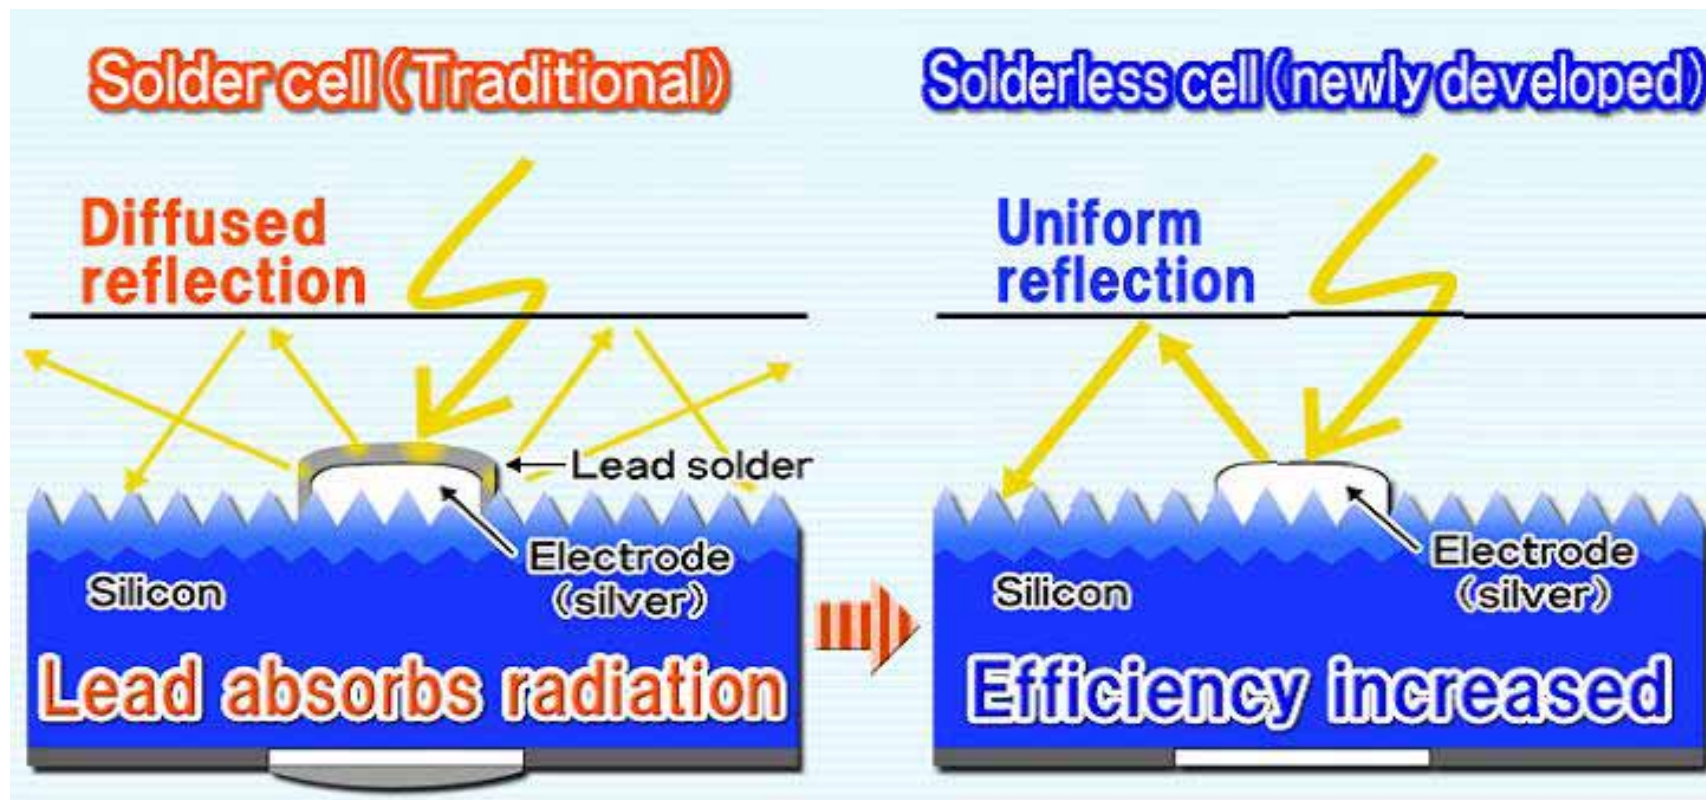 Solder cell (Traditional)
Diffused
reflection
Lead solder
Electrode
(silver)
Silicon
Lead absorbs radiation
Solderless cell (newly developed)
Uniform
reflection
Electrode
(silver)
Silicon
Efficiency increased